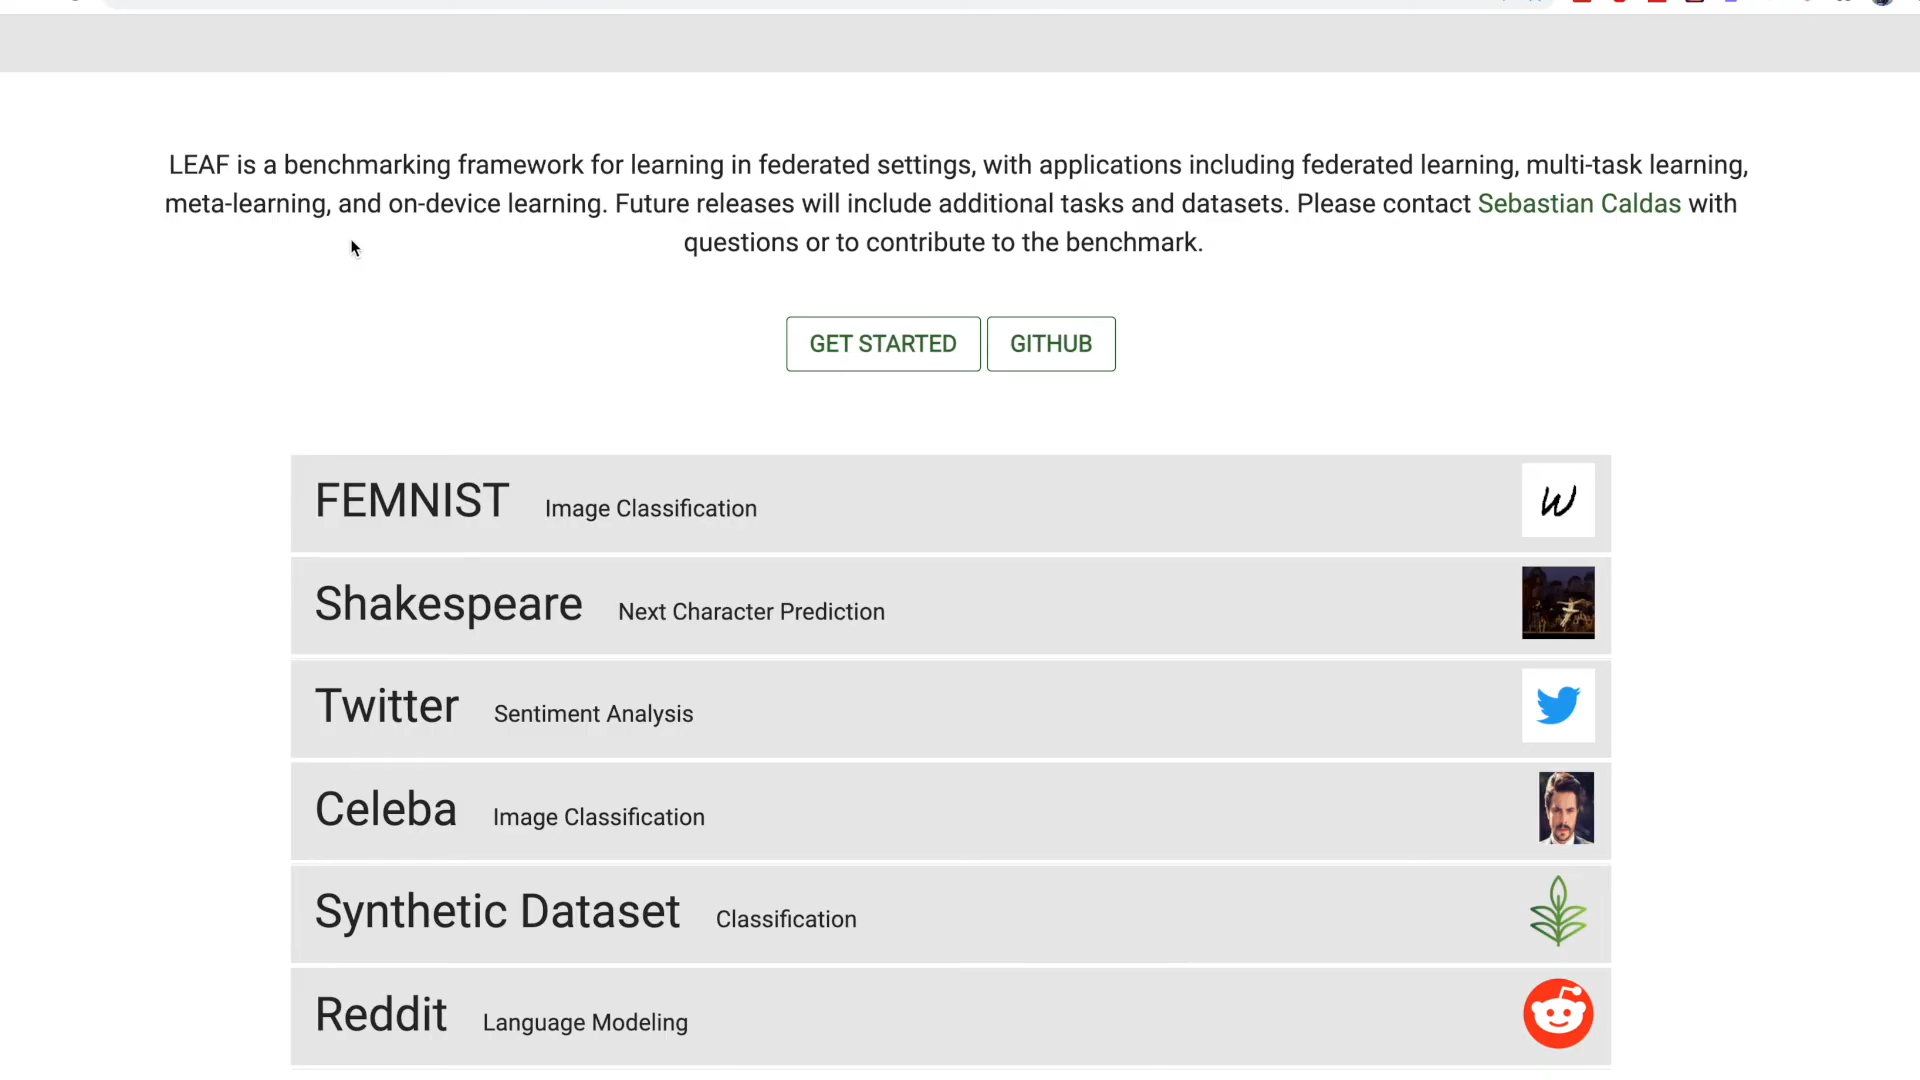 LEAF is a benchmarking framework for learning in federated settings, with applications including federated learning, multi-task learning,
meta-learning, and on-device learning. Future releases will include additional tasks and datasets. Please contact Sebastian Caldas with
questions or to contribute to the benchmark.
GET STARTED GITHUB
FEMNIST Image Classification
w
Shakespeare Next Character Prediction
Twitter Sentiment Analysis
Celeba Image Classification
Synthetic Dataset Classification
Reddit Language Modeling